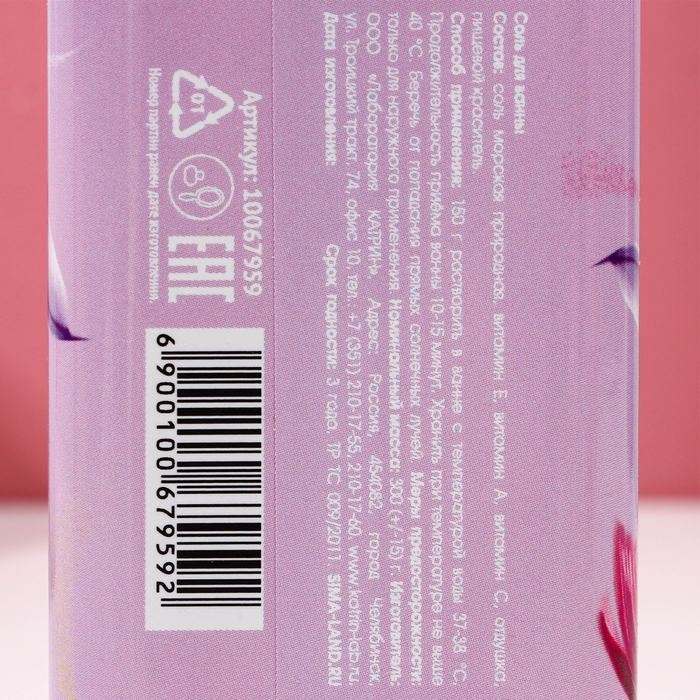 Соль для ванны
Состав: соль морская природная, витамин Е, витамин А, витамин С, отдушка,
пищевой краситель.
Способ применения: 150 г растворить в ванне с температурой воды 37-38 °С.
Продолжительность приёма ванны 10-15 минут. Хранить при температуре не выше
40 °С. Беречь от попадания прямых солнечных лучей. Меры предосторожности:
только для наружного применения. Номинальный масса: 300 (+/-15) г. Изготовитель:
ООО «Лаборатория КАТРИН». Адрес: Россия, 454082, город Челябинск,
ул. Троицкий тракт, 74, офис 10, тел.: +7 (351) 210-17-55, 210-17-60. www.katrin-lab.ru
Дата изготовления: Срок годности: 3 года. ТР ТС 009/2011. SIMA-LAND.RU
Артикул: 10067959
01
EAC
Номер партии равен дате изготовления.
6900100679592